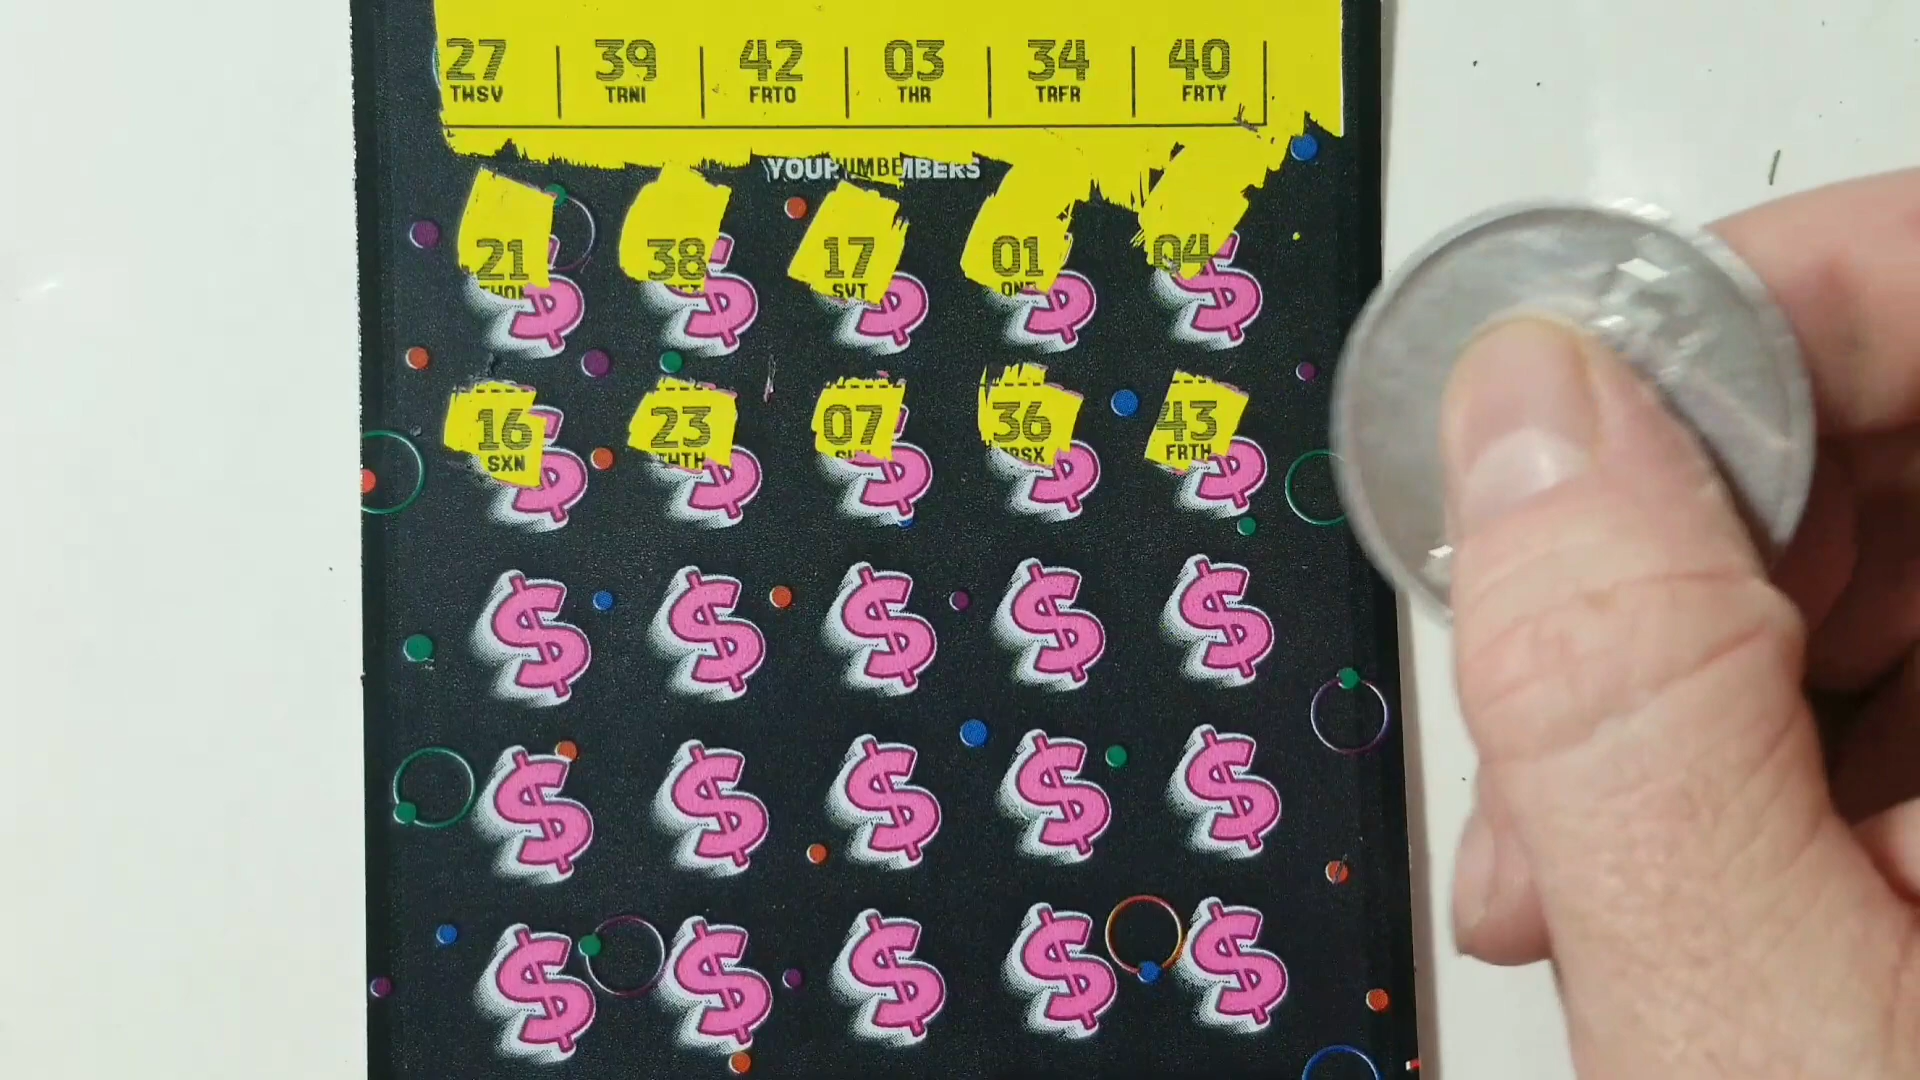 27 39 42 03 34 40
TWSV TRNI FRTO THR TRFR FRTY
YOUR NUMBERS
21 38 17 01 04
SVT
16 23 07 36 43
SXN FRTH